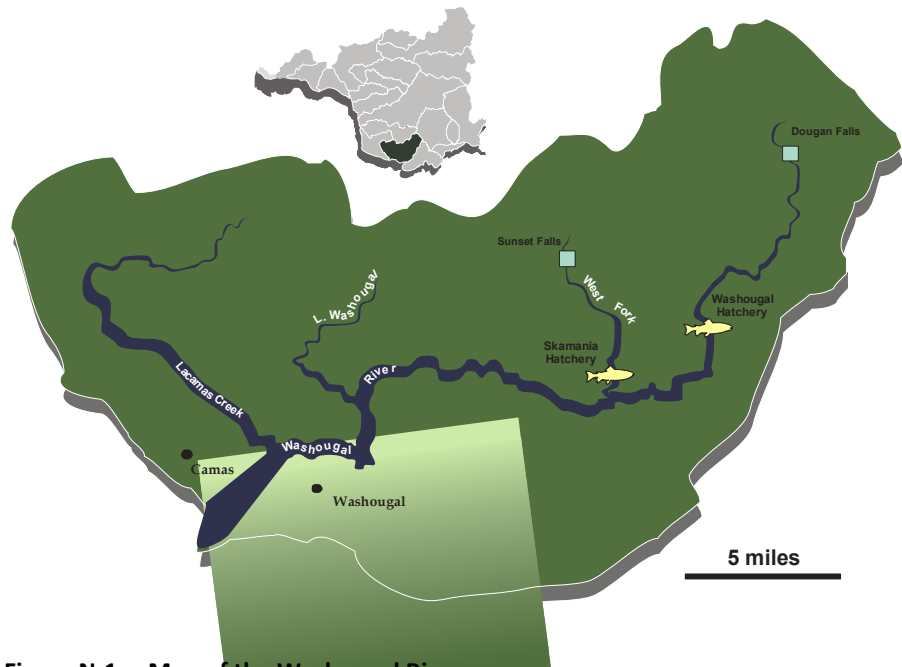 Dougan Falls
Sunset Falls
West Fork
L. Washougal
Washougal
Hatchery
Skamania
Hatchery
River
Lacamas Creek
Washougal
Camas
Washougal
5 miles